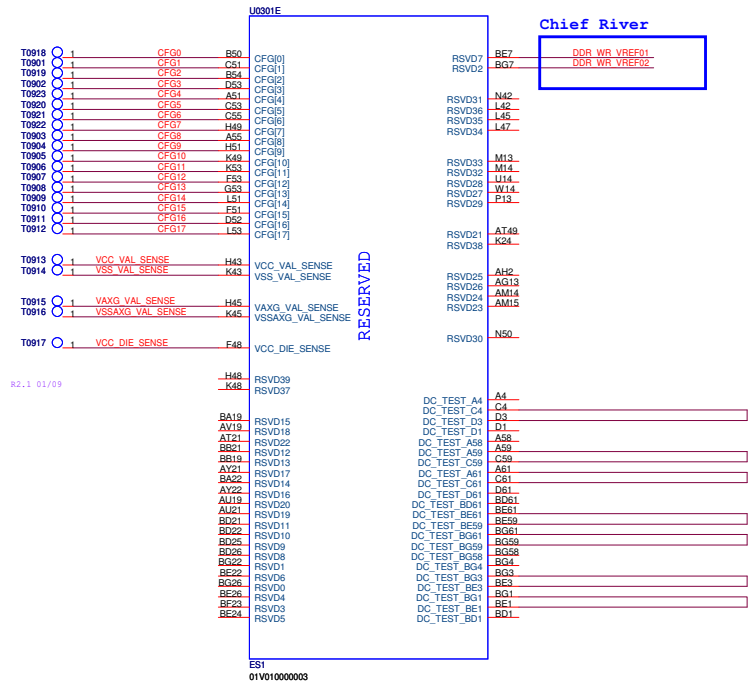 U0301E
Chief River
T0918 1 CFG0 B50 CFG[0]
T0901 1 CFG1 C51 CFG[1]
T0919 1 CFG2 B54 CFG[2]
T0902 1 CFG3 D53 CFG[3]
T0923 1 CFG4 A51 CFG[4]
T0920 1 CFG5 C53 CFG[5]
T0921 1 CFG6 C55 CFG[6]
T0922 1 CFG7 H49 CFG[7]
T0903 1 CFG8 A55 CFG[8]
T0904 1 CFG9 H51 CFG[9]
T0905 1 CFG10 K49 CFG[10]
T0906 1 CFG11 K53 CFG[11]
T0907 1 CFG12 F53 CFG[12]
T0908 1 CFG13 G53 CFG[13]
T0909 1 CFG14 L51 CFG[14]
T0910 1 CFG15 F51 CFG[15]
T0911 1 CFG16 D52 CFG[16]
T0912 1 CFG17 L53 CFG[17]
T0913 1 VCC_VAL_SENSE H43 VCC_VAL_SENSE
T0914 1 VSS_VAL_SENSE K43 VSS_VAL_SENSE
T0915 1 VAXG_VAL_SENSE H45 VAXG_VAL_SENSE
T0916 1 VSSAXG_VAL_SENSE K45 VSSAXG_VAL_SENSE
T0917 1 VCC_DIE_SENSE F48 VCC_DIE_SENSE
R2.1 01/09
H48 RSVD39
K48 RSVD37
BA19 RSVD15
AV19 RSVD18
AT21 RSVD22
BB21 RSVD12
BB19 RSVD13
AY21 RSVD17
BA22 RSVD14
AY22 RSVD16
AU19 RSVD20
AU21 RSVD19
BD21 RSVD11
BD22 RSVD10
BD25 RSVD9
BD26 RSVD8
BG22 RSVD1
BE22 RSVD6
BG26 RSVD0
BE26 RSVD4
BF23 RSVD3
BE24 RSVD5
RESERVED
RSVD7 BE7 DDR_WR_VREF01
RSVD2 BG7 DDR_WR_VREF02
RSVD31 N42
RSVD36 L42
RSVD35 L45
RSVD34 L47
RSVD33 M13
RSVD32 M14
RSVD28 U14
RSVD27 W14
RSVD29 P13
RSVD21 AT49
RSVD38 K24
RSVD25 AH2
RSVD26 AG13
RSVD24 AM14
RSVD23 AM15
RSVD30 N50
DC_TEST_A4 A4
DC_TEST_C4 C4
DC_TEST_D3 D3
DC_TEST_D1 D1
DC_TEST_A58 A58
DC_TEST_A59 A59
DC_TEST_C59 C59
DC_TEST_A61 A61
DC_TEST_C61 C61
DC_TEST_D61 D61
DC_TEST_BD61 BD61
DC_TEST_BE61 BE61
DC_TEST_BE59 BE59
DC_TEST_BG61 BG61
DC_TEST_BG59 BG59
DC_TEST_BG58 BG58
DC_TEST_BG4 BG4
DC_TEST_BG3 BG3
DC_TEST_BE3 BE3
DC_TEST_BG1 BG1
DC_TEST_BE1 BE1
DC_TEST_BD1 BD1
ES1
01V010000003